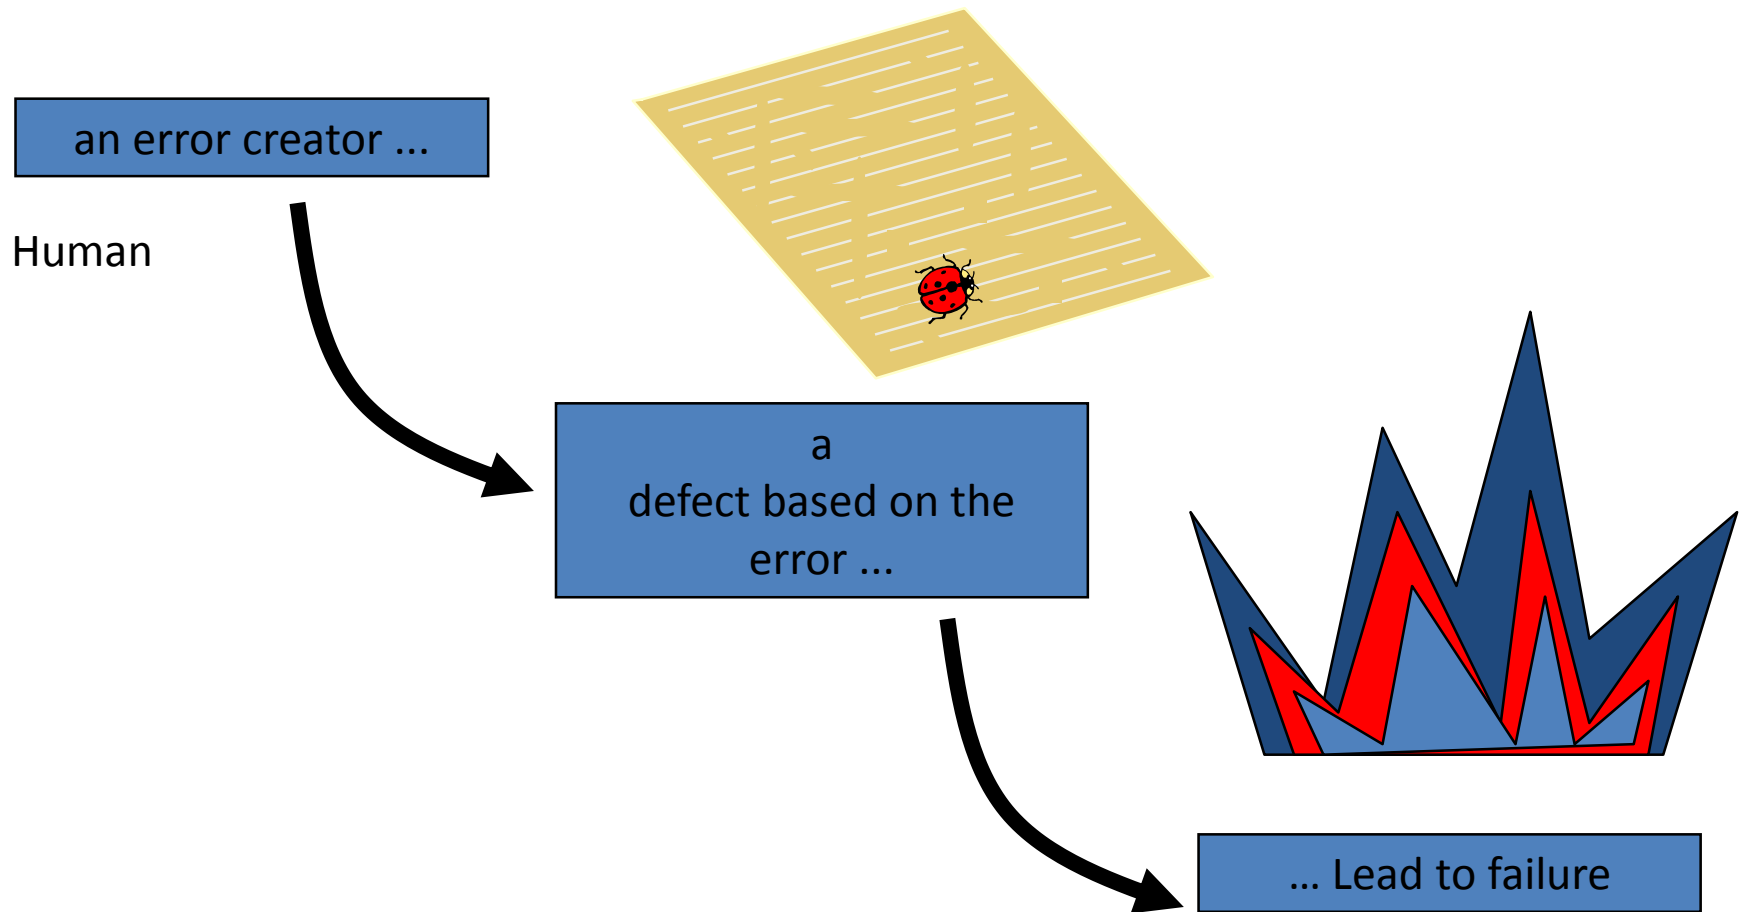 an error creator ...
Human
a
defect based on the
error ...
... Lead to failure